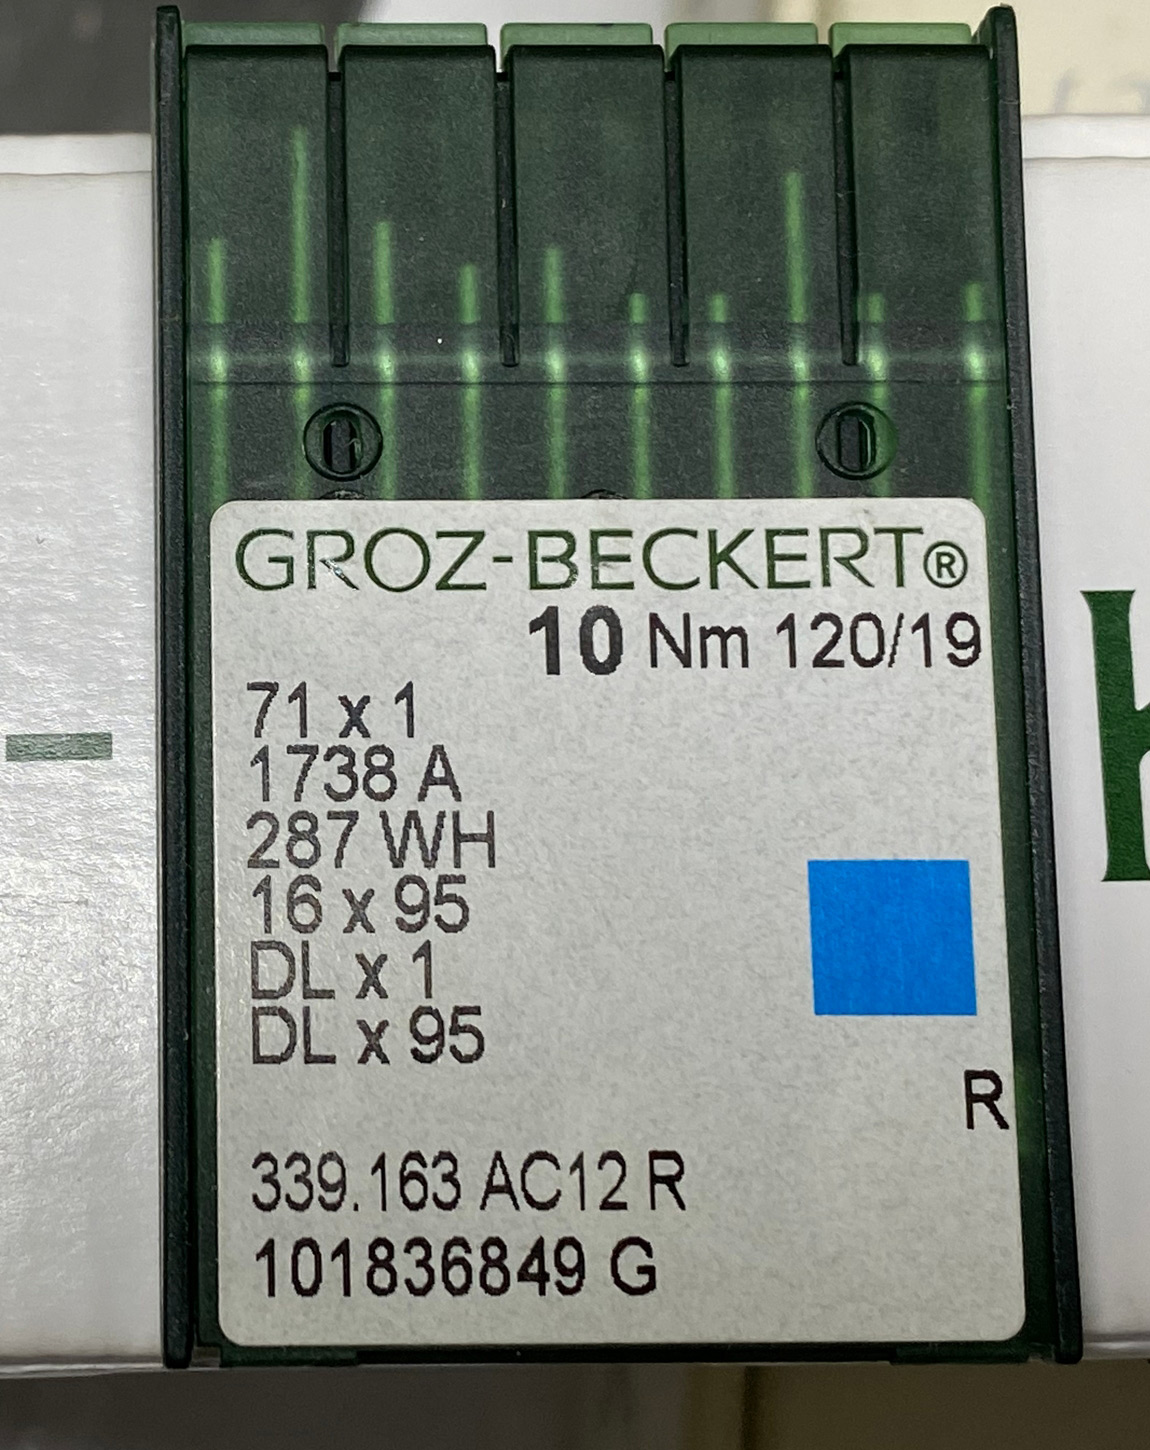 GROZ-BECKERT®
10 Nm 120/19
71 x 1
1738 A
287 WH
16 x 95
DL x 1
DL x 95
R
339.163 AC12 R
101836849 G